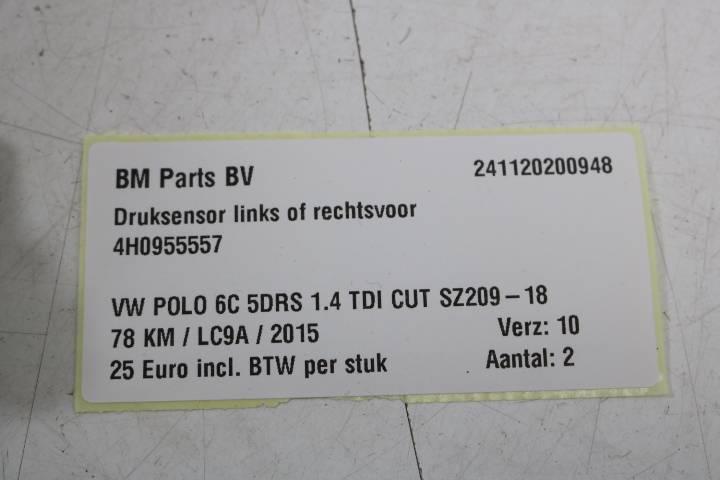 BM Parts BV 241120200948
Druksensor links of rechtsvoor
4H0955557
VW POLO 6C 5DRS 1.4 TDI CUT SZ209-18
78 KM / LC9A / 2015 Verz: 10
25 Euro incl. BTW per stuk Aantal: 2